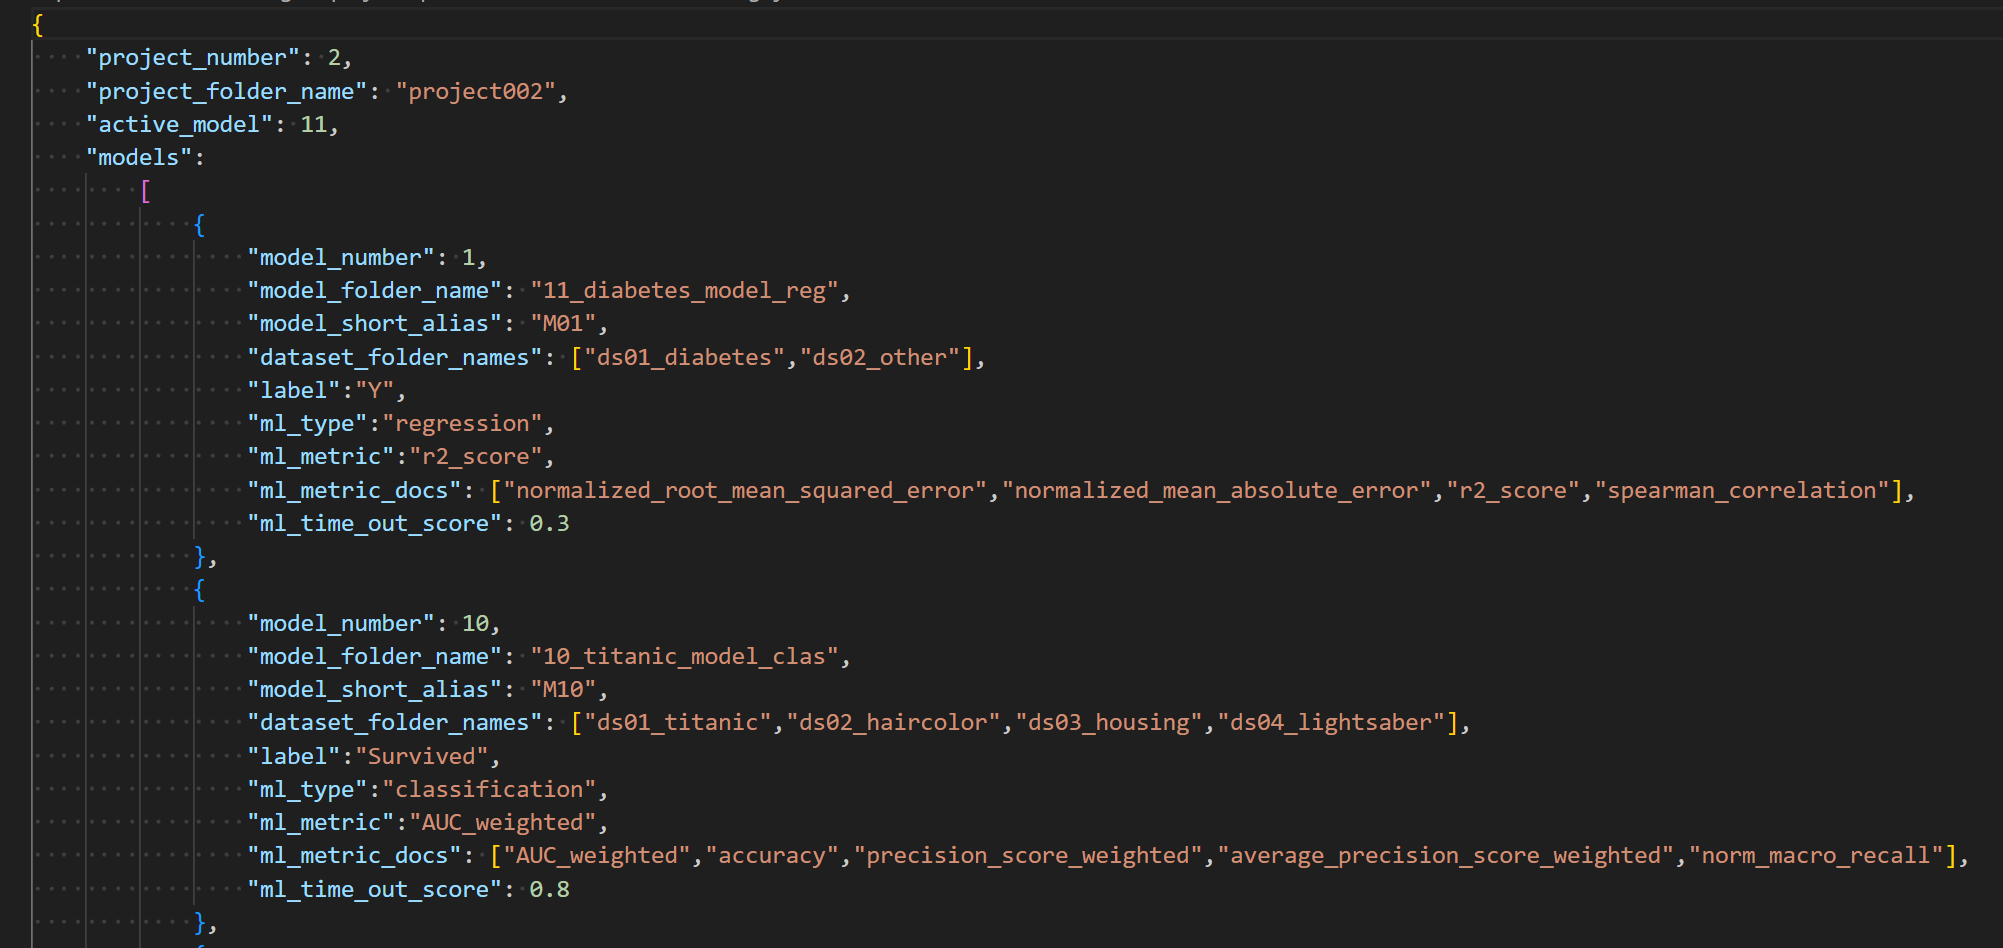 {
"project_number": 2,
"project_folder_name": "project002",
"active_model": 11,
"models":
[
{
"model_number": 1,
"model_folder_name": "11_diabetes_model_reg",
"model_short_alias": "M01",
"dataset_folder_names": ["ds01_diabetes","ds02_other"],
"label":"Y",
"ml_type":"regression",
"ml_metric":"r2_score",
"ml_metric_docs": ["normalized_root_mean_squared_error","normalized_mean_absolute_error","r2_score","spearman_correlation"],
"ml_time_out_score": 0.3
},
{
"model_number": 10,
"model_folder_name": "10_titanic_model_clas",
"model_short_alias": "M10",
"dataset_folder_names": ["ds01_titanic","ds02_haircolor","ds03_housing","ds04_lightsaber"],
"label":"Survived",
"ml_type":"classification",
"ml_metric":"AUC_weighted",
"ml_metric_docs": ["AUC_weighted","accuracy","precision_score_weighted","average_precision_score_weighted","norm_macro_recall"],
"ml_time_out_score": 0.8
},